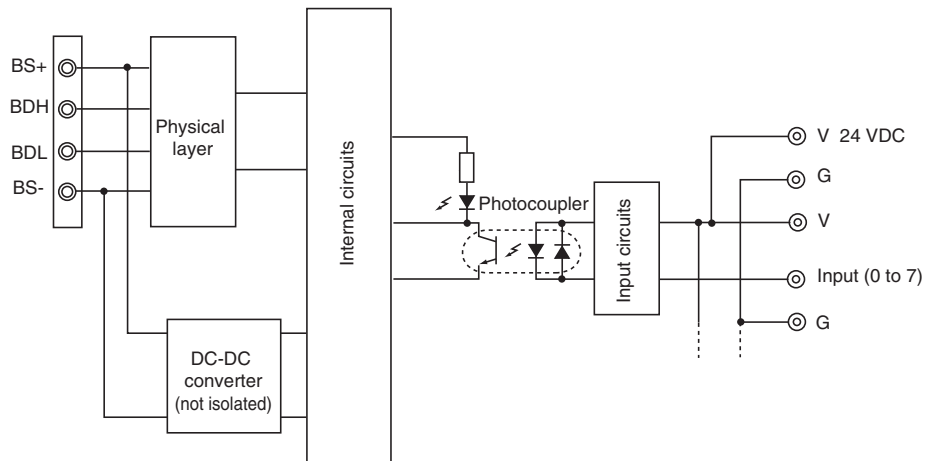 BS+
BDH
BDL
BS-
Physical
layer
Internal circuits
DC-DC
converter
(not isolated)
Photocoupler
Input circuits
V 24 VDC
G
V
Input (0 to 7)
G